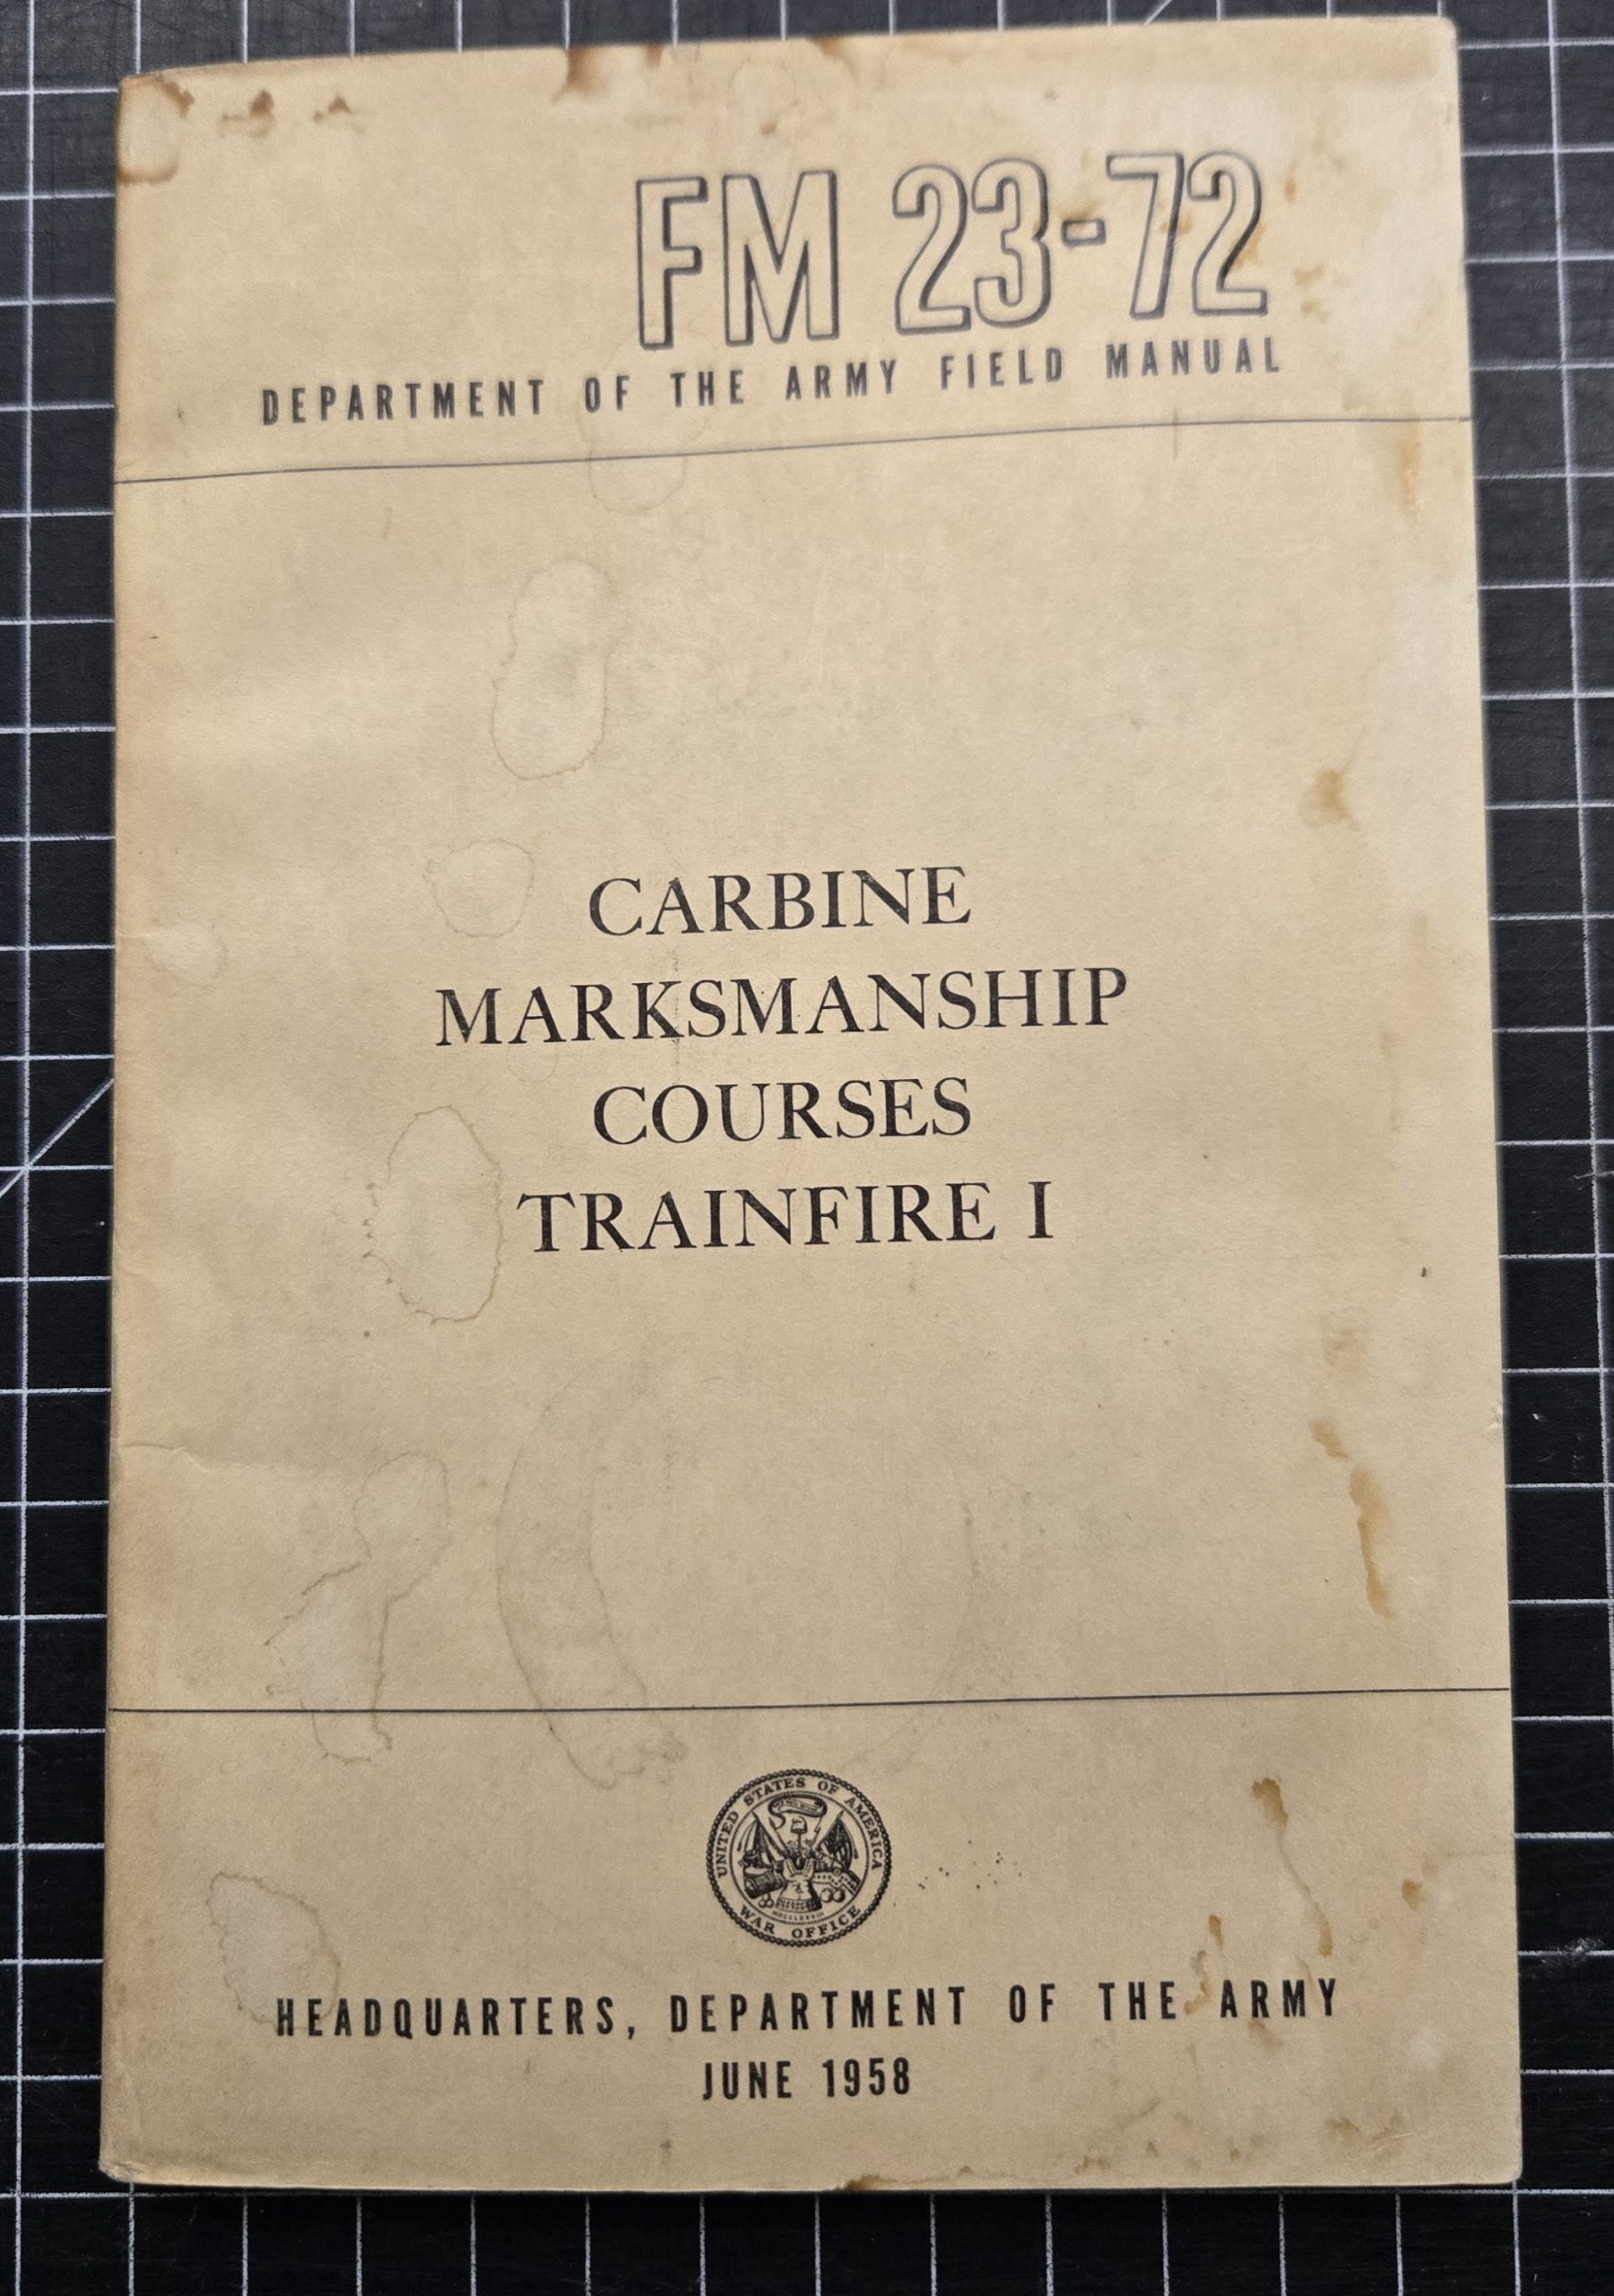 FM 23-72
DEPARTMENT OF THE ARMY FIELD MANUAL
CARBINE
MARKSMANSHIP
COURSES
TRAINFIRE I
UNITED STATES OF AMERICA
WAR OFFICE
HEADQUARTERS, DEPARTMENT OF THE ARMY
JUNE 1958